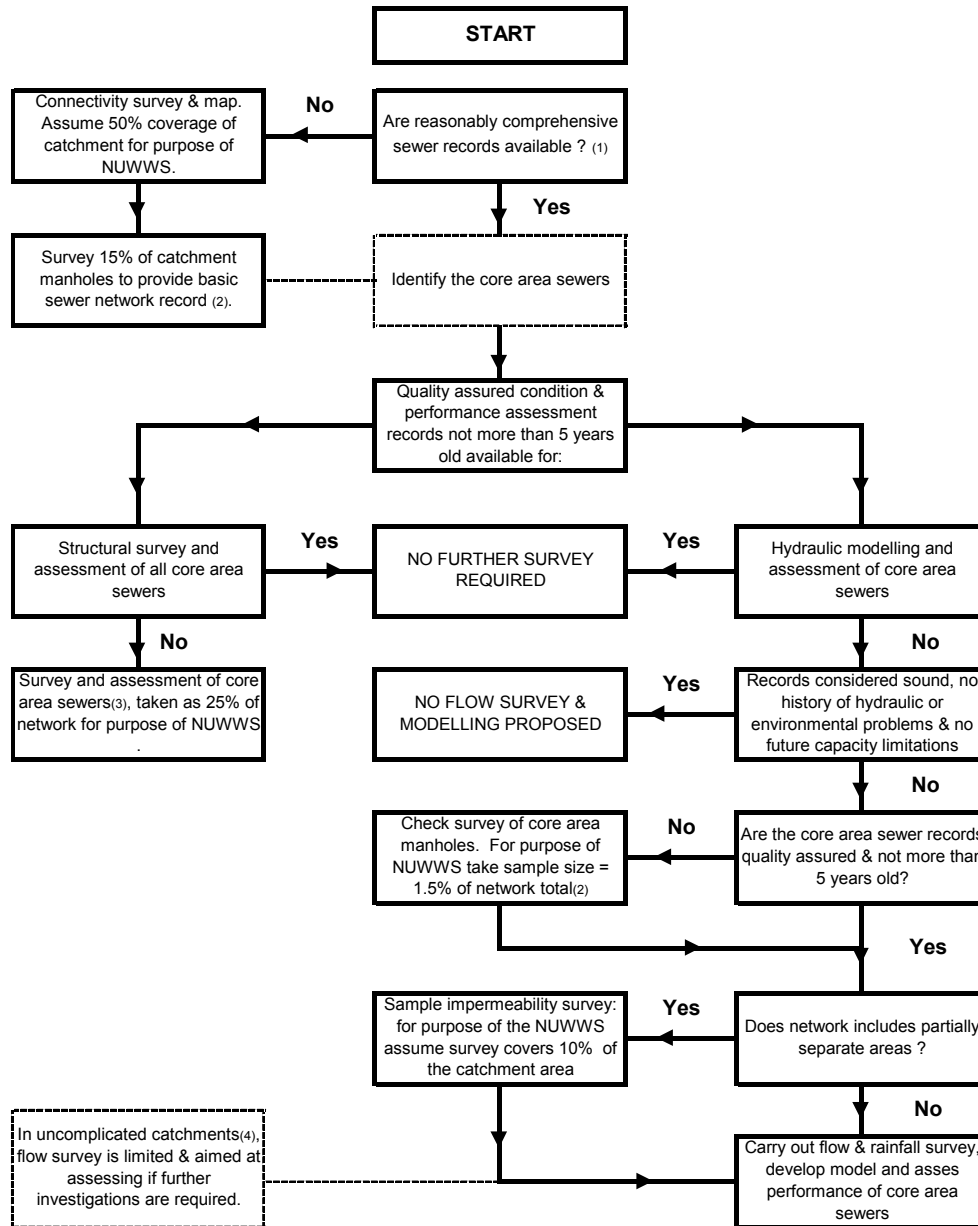 START
Connectivity survey & map.
Assume 50% coverage of
catchment for purpose of
NUWWS.
No
Are reasonably comprehensive
sewer records available ? (1)
Yes
Survey 15% of catchment
manholes to provide basic
sewer network record (2).
Identify the core area sewers
Quality assured condition &
performance assessment
records not more than 5 years
old available for:
Structural survey and
assessment of all core area
sewers
Yes
NO FURTHER SURVEY
REQUIRED
Yes
Hydraulic modelling and
assessment of core area
sewers
No
No
Survey and assessment of core
area sewers(3), taken as 25% of
network for purpose of NUWWS
.
NO FLOW SURVEY &
MODELLING PROPOSED
Yes
Records considered sound, no
history of hydraulic or
environmental problems & no
future capacity limitations
No
Check survey of core area
manholes. For purpose of
NUWWS take sample size =
1.5% of network total(2)
No
Are the core area sewer records
quality assured & not more than
5 years old?
Yes
Sample impermeability survey:
for purpose of the NUWWS
assume survey covers 10% of
the catchment area
Yes
Does network includes partially
separate areas ?
No
In uncomplicated catchments(4),
flow survey is limited & aimed at
assessing if further
investigations are required.
Carry out flow & rainfall survey,
develop model and asses
performance of core area
sewers